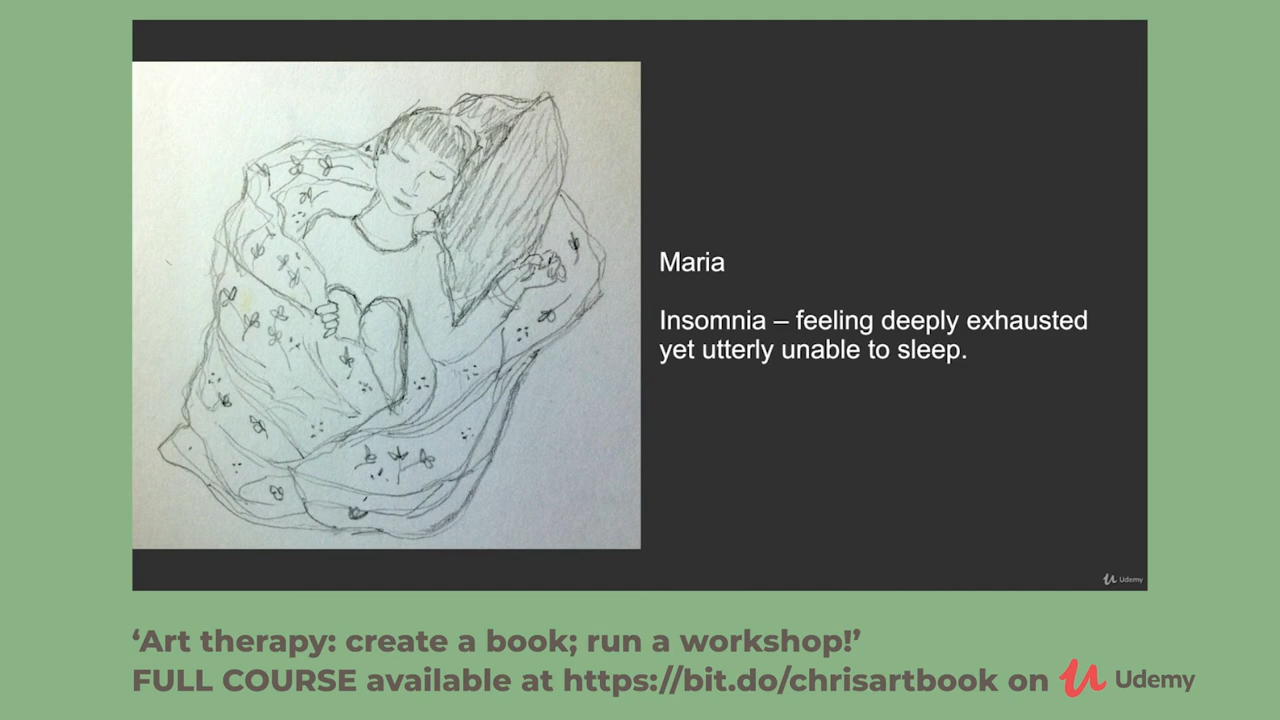 Maria
Insomnia – feeling deeply exhausted
yet utterly unable to sleep.
Udemy
‘Art therapy: create a book; run a workshop!’
FULL COURSE available at https://bit.do/chrisartbook on Udemy